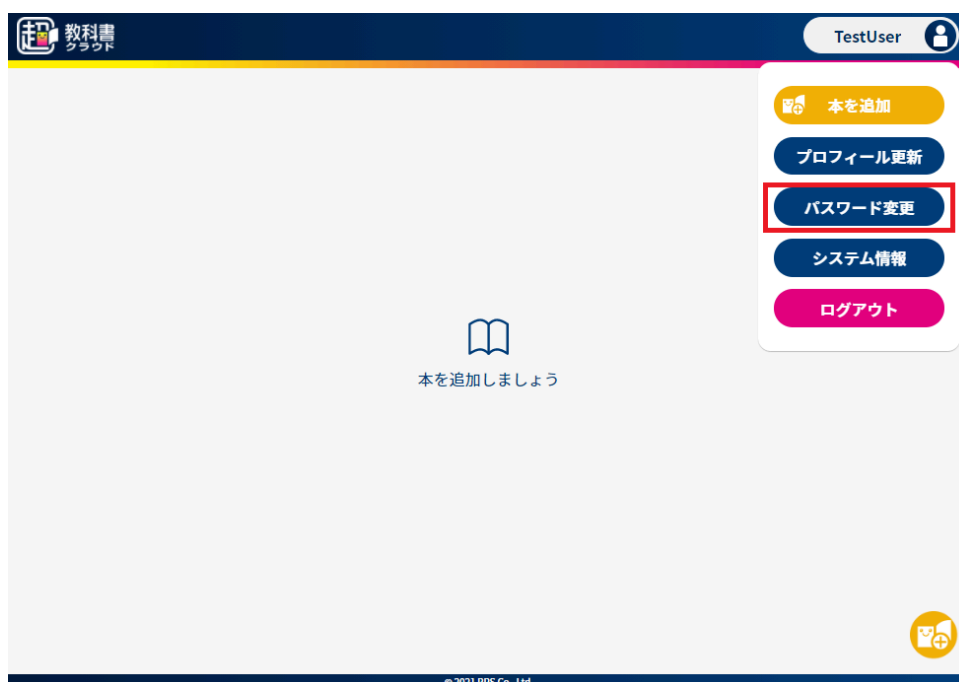 超 教科書
クラウド
TestUser
本を追加
プロフィール更新
パスワード変更
システム情報
ログアウト
本を追加しましょう